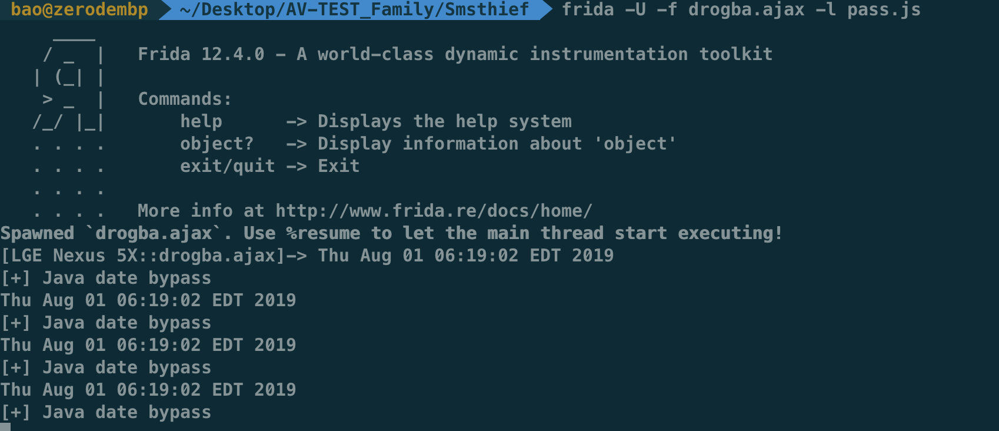 bao@zerodembp ~/Desktop/AV-TEST_Family/Smsthief frida -U -f drogba.ajax -l pass.js
     ____
    / _  |   Frida 12.4.0 - A world-class dynamic instrumentation toolkit
   | (_| |
    > _  |   Commands:
   /_/ |_|       help      -> Displays the help system
   . . . .       object?   -> Display information about 'object'
   . . . .       exit/quit -> Exit
   . . . .
   . . . .   More info at http://www.frida.re/docs/home/
Spawned `drogba.ajax`. Use %resume to let the main thread start executing!
[LGE Nexus 5X::drogba.ajax]-> Thu Aug 01 06:19:02 EDT 2019
[+] Java date bypass
Thu Aug 01 06:19:02 EDT 2019
[+] Java date bypass
Thu Aug 01 06:19:02 EDT 2019
[+] Java date bypass
Thu Aug 01 06:19:02 EDT 2019
[+] Java date bypass